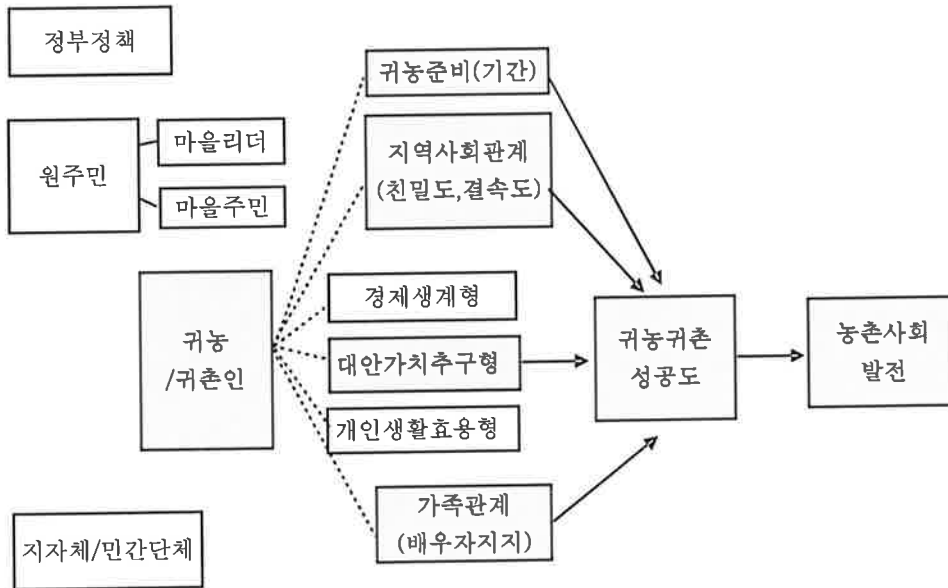 정부정책
귀농준비(기간)
원주민
마을리더
마을주민
지역사회관계
(친밀도,결속도)
귀농
/귀촌인
경제생계형
대안가치추구형
개인생활효용형
귀농귀촌
성공도
농촌사회
발전
가족관계
(배우자지지)
지자체/민간단체